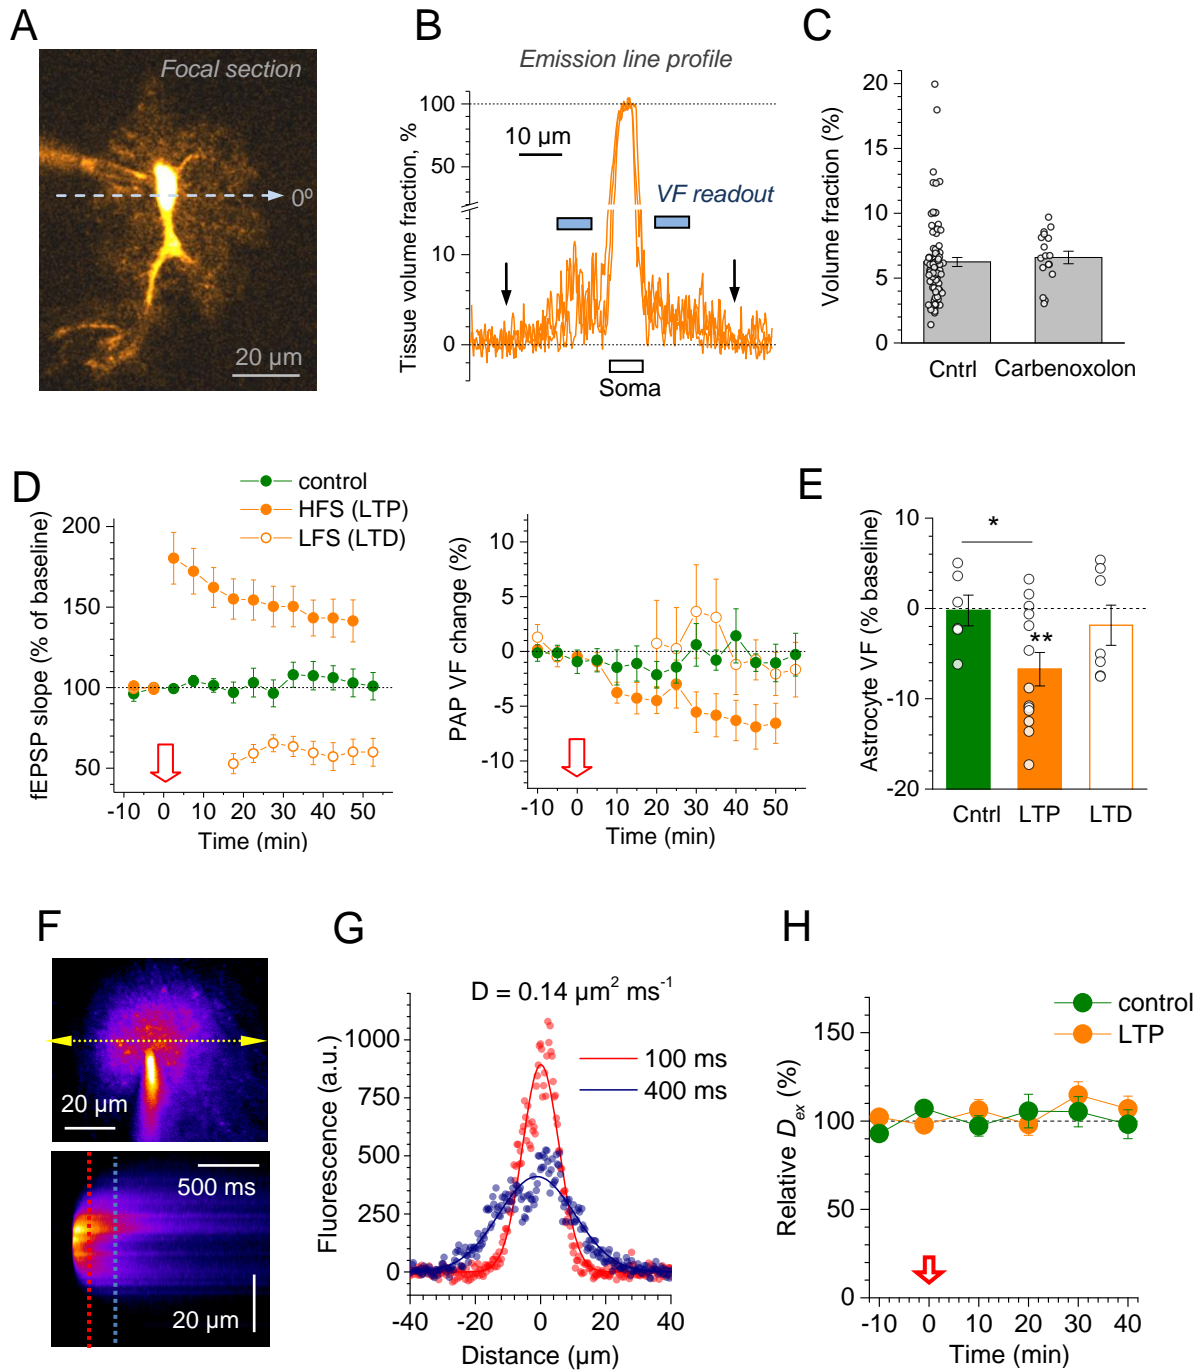 A
Focal section
0º
20 µm
B
Emission line profile
Tissue volume fraction, %
100
50
10
0
10 µm
VF readout
Soma
C
Volume fraction (%)
20
15
10
5
0
Cntrl
Carbenoxolon
D
control
HFS (LTP)
LFS (LTD)
fEPSP slope (% of baseline)
200
150
100
50
-10 0 10 20 30 40 50
Time (min)
PAP VF change (%)
10
5
0
-5
-10
-10 0 10 20 30 40 50
Time (min)
E
Astrocyte VF (% baseline)
10
0
-10
-20
*
**
Cntrl LTP LTD
F
20 µm
500 ms
20 µm
G
D = 0.14 µm² ms⁻¹
Fluorescence (a.u.)
1000
750
500
250
0
100 ms
400 ms
-40 -20 0 20 40
Distance (µm)
H
control
LTP
Relative Dex (%)
150
100
50
0
-10 0 10 20 30 40
Time (min)